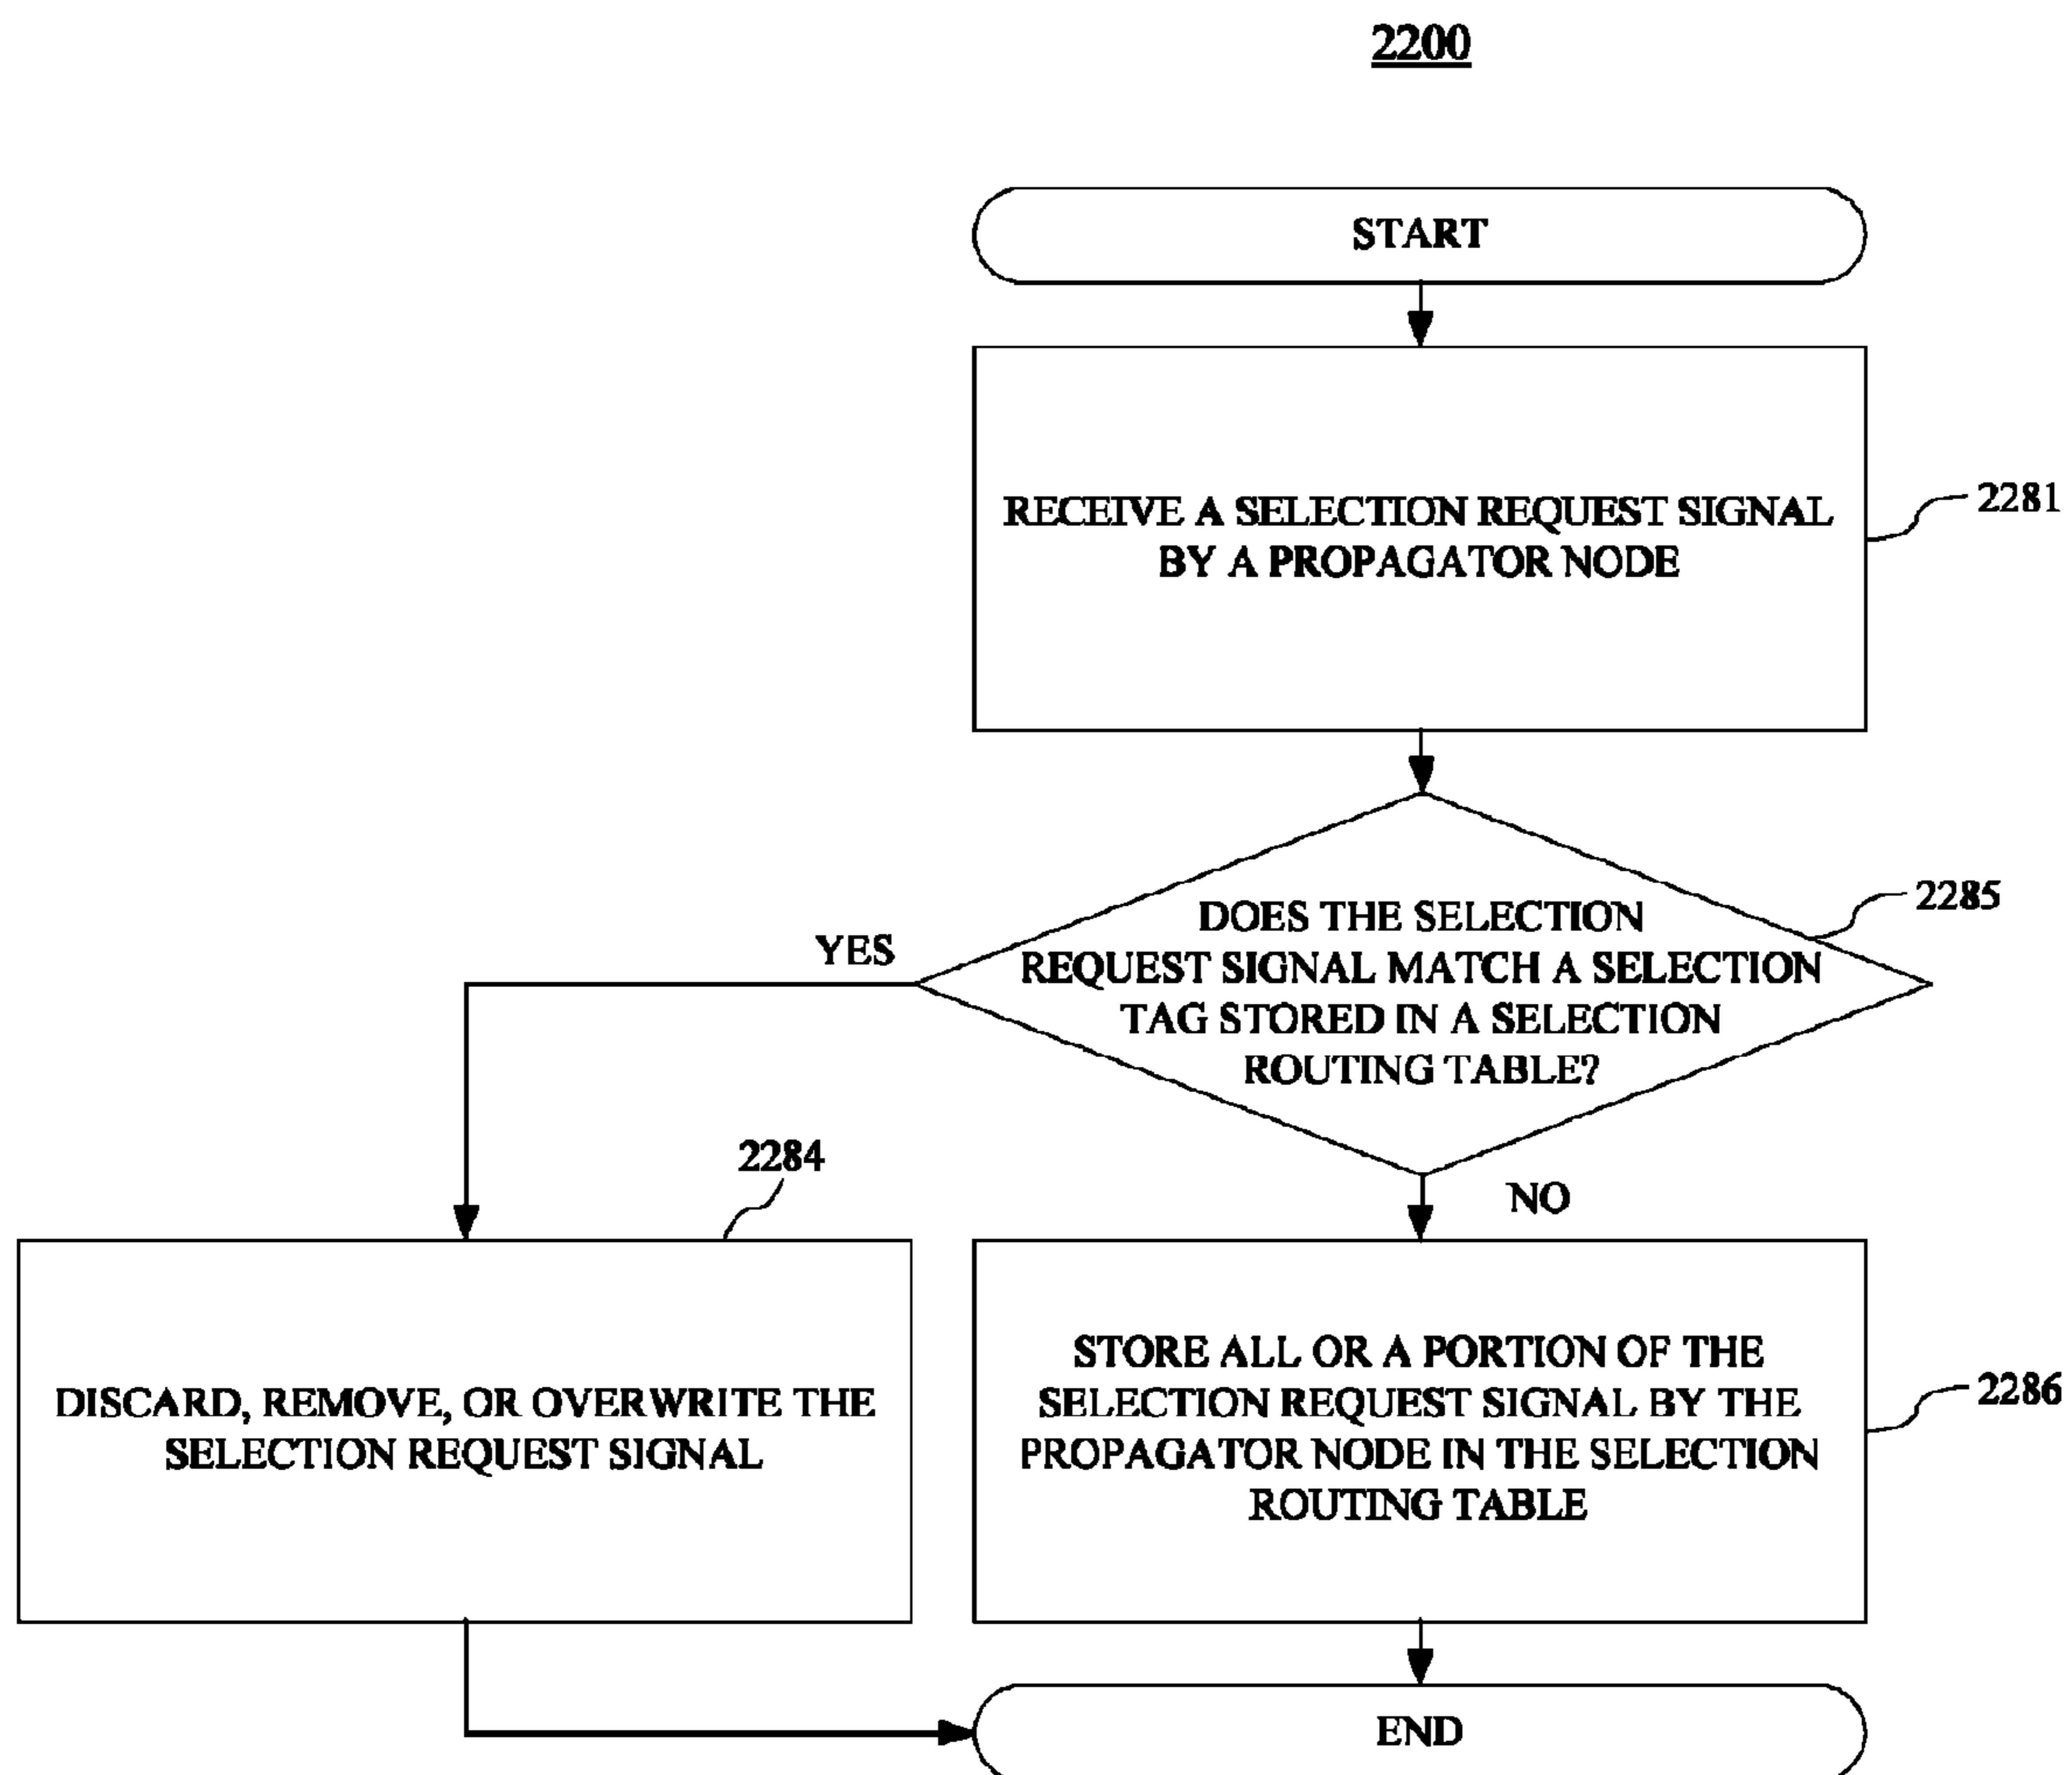 2200
START
RECEIVE A SELECTION REQUEST SIGNAL
BY A PROPAGATOR NODE
2281
DOES THE SELECTION
REQUEST SIGNAL MATCH A SELECTION
TAG STORED IN A SELECTION
ROUTING TABLE?
2285
YES
NO
2284
DISCARD, REMOVE, OR OVERWRITE THE
SELECTION REQUEST SIGNAL
STORE ALL OR A PORTION OF THE
SELECTION REQUEST SIGNAL BY THE
PROPAGATOR NODE IN THE SELECTION
ROUTING TABLE
2286
END